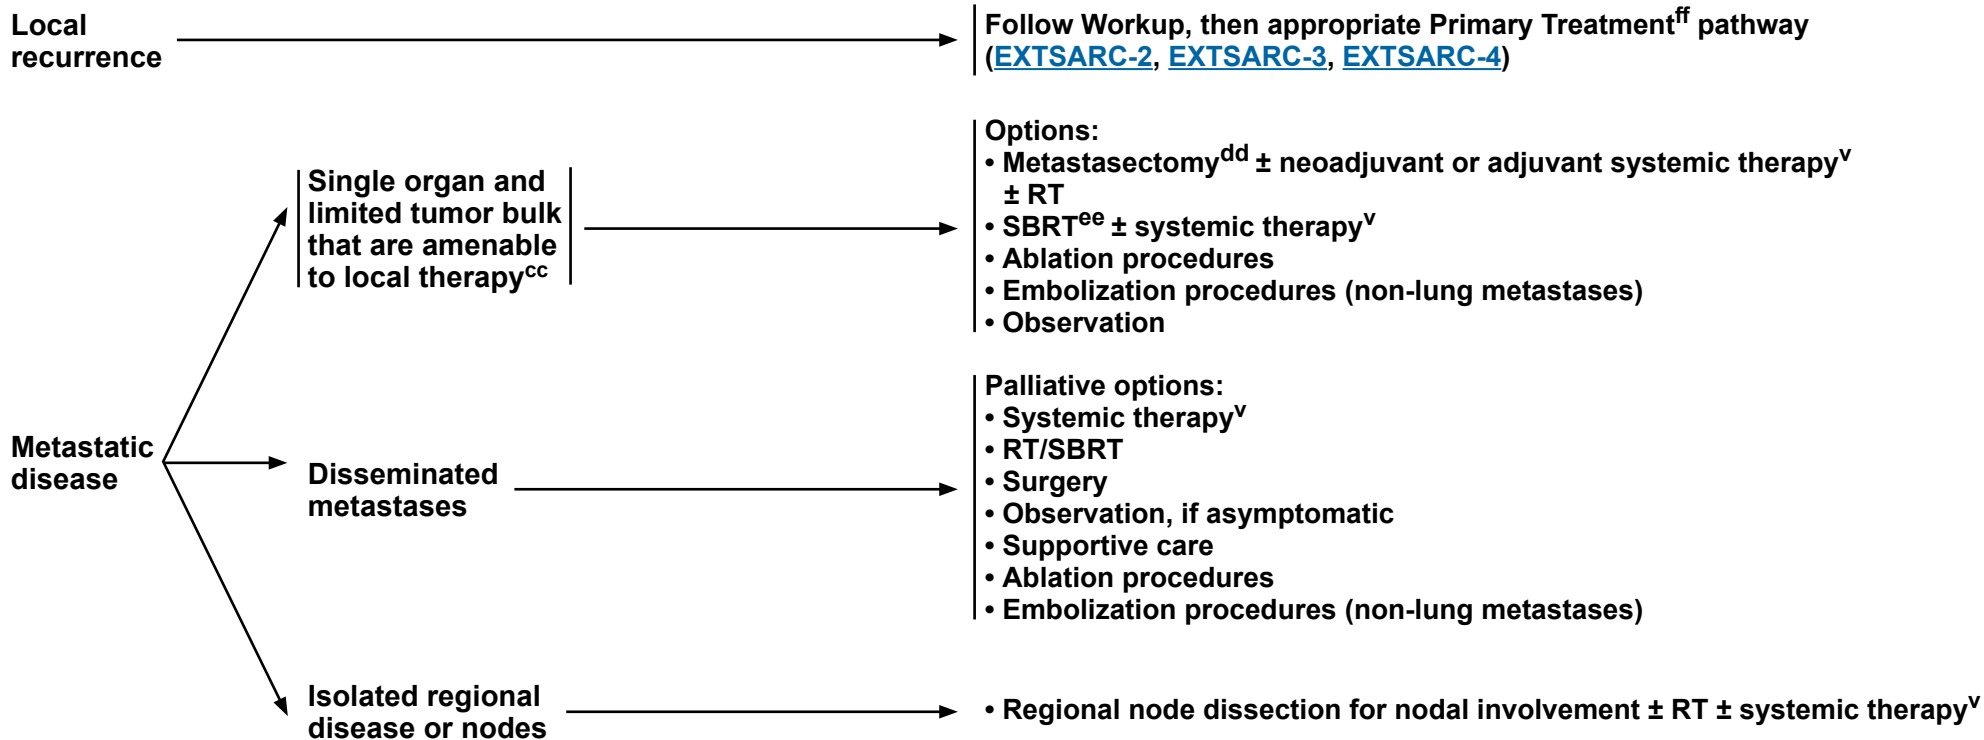 Local
recurrence
Follow Workup, then appropriate Primary Treatmentff pathway
(EXTSARC-2, EXTSARC-3, EXTSARC-4)
Metastatic
disease
Single organ and
limited tumor bulk
that are amenable
to local therapycc
Options:
• Metastasectomydd ± neoadjuvant or adjuvant systemic therapyv
± RT
• SBRTee ± systemic therapyv
• Ablation procedures
• Embolization procedures (non-lung metastases)
• Observation
Disseminated
metastases
Palliative options:
• Systemic therapyv
• RT/SBRT
• Surgery
• Observation, if asymptomatic
• Supportive care
• Ablation procedures
• Embolization procedures (non-lung metastases)
Isolated regional
disease or nodes
• Regional node dissection for nodal involvement ± RT ± systemic therapyv